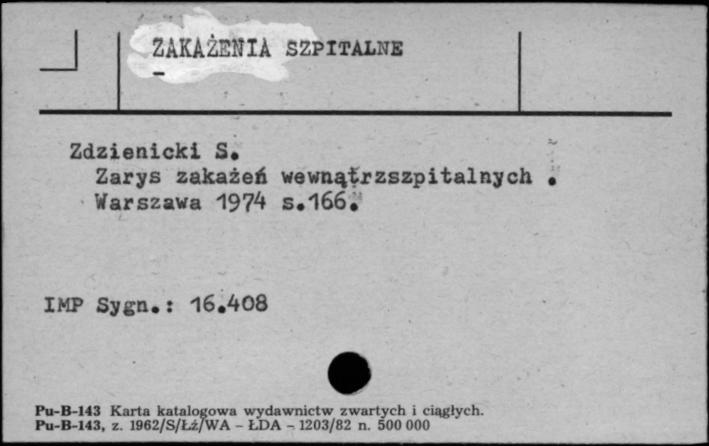 ZAKAŻENIA SZPITALNE
Zdzienicki S.
Zarys zakażeń wewnątrzszpitalnych .
Warszawa 1974 s.166.
IMP Sygn.: 16.408
Pu-B-143 Karta katalogowa wydawnictw zwartych i ciągłych.
Pu-B-143, z. 1962/S/Łź/WA - ŁDA - 1203/82 n. 500 000